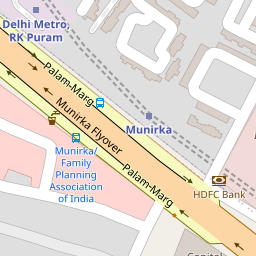 Delhi Metro,
RK Puram
Palam-Marg
Munirka Flyover
Munirka
Munirka/
Family
Planning
Association
of India
Palam-Marg
HDFC Bank
Capitol